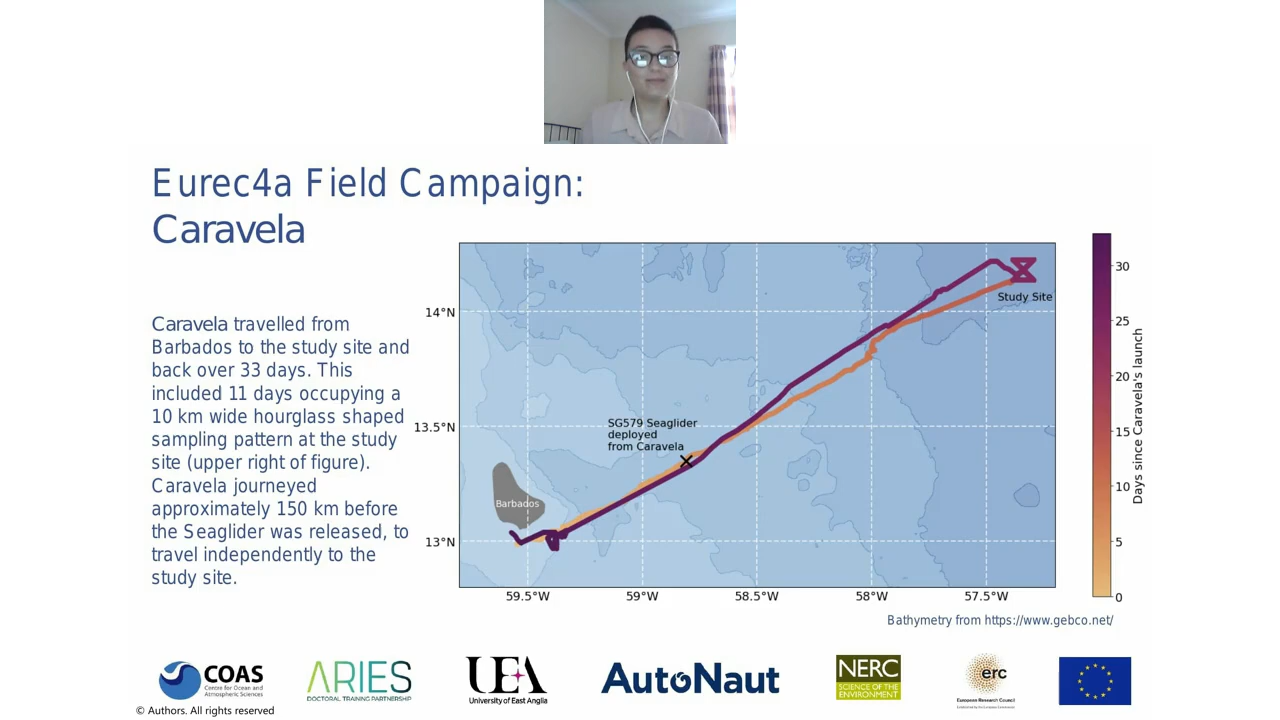 Eurec4a Field Campaign:
Caravela
Caravela travelled from
Barbados to the study site and
back over 33 days. This
included 11 days occupying a
10 km wide hourglass shaped
sampling pattern at the study
site (upper right of figure).
Caravela journeyed
approximately 150 km before
the Seaglider was released, to
travel independently to the
study site.
14°N
13.5°N
13°N
59.5°W
59°W
58.5°W
58°W
57.5°W
Study Site
SG579 Seaglider
deployed
from Caravela
Barbados
30
25
20
15
10
5
0
Days since Caravela's launch
Bathymetry from https://www.gebco.net/
COAS
Centre for Ocean and
Atmospheric Sciences
ARIES
DOCTORAL TRAINING PARTNERSHIP
UEA
University of East Anglia
AutoNaut
NERC
SCIENCE OF THE
ENVIRONMENT
erc
European Research Council
© Authors. All rights reserved